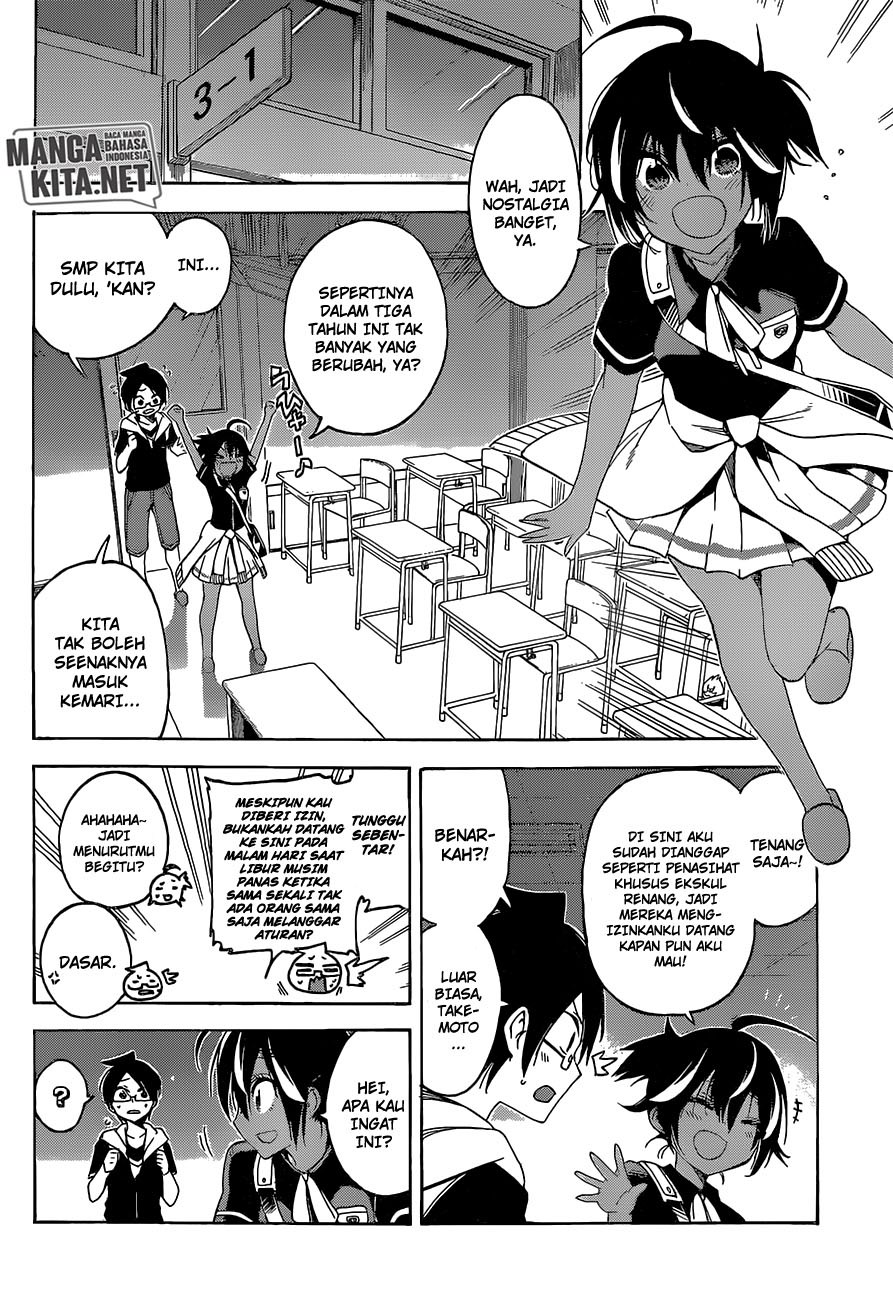 3-1
MANGA
KITA.NET
BACA MANGA
BAHASA
INDONESIA
WAH, JADI
NOSTALGIA
BANGET,
YA.
SEPERTINYA
DALAM TIGA
TAHUN INI TAK
BANYAK YANG
BERUBAH, YA?
INI...
SMP KITA
DULU, 'KAN?
うひょー♪
KITA
TAK BOLEH
SEENAKNYA
MASUK
KEMARI...
TENANG
SAJA~!
DI SINI AKU
SUDAH DIANGGAP
SEPERTI PENASIHAT
KHUSUS EKSKUL
RENANG, JADI
MEREKA MENG-
IZINKANKU DATANG
KAPAN PUN AKU
MAU!
BENAR-
KAH?!
LUAR
BIASA,
TAKE-
MOTO
...
TUNGGU
SEBEN-
TAR!
MESKIPUN KAU
DIBERI IZIN,
BUKANKAH DATANG
KE SINI PADA
MALAM HARI SAAT
LIBUR MUSIM
PANAS KETIKA
SAMA SEKALI TAK
ADA ORANG SAMA
SAJA MELANGGAR
ATURAN?
AHAHAHA~
JADI
MENURUTMU
BEGITU?
DASAR.
HEI,
APA KAU
INGAT
INI?
?